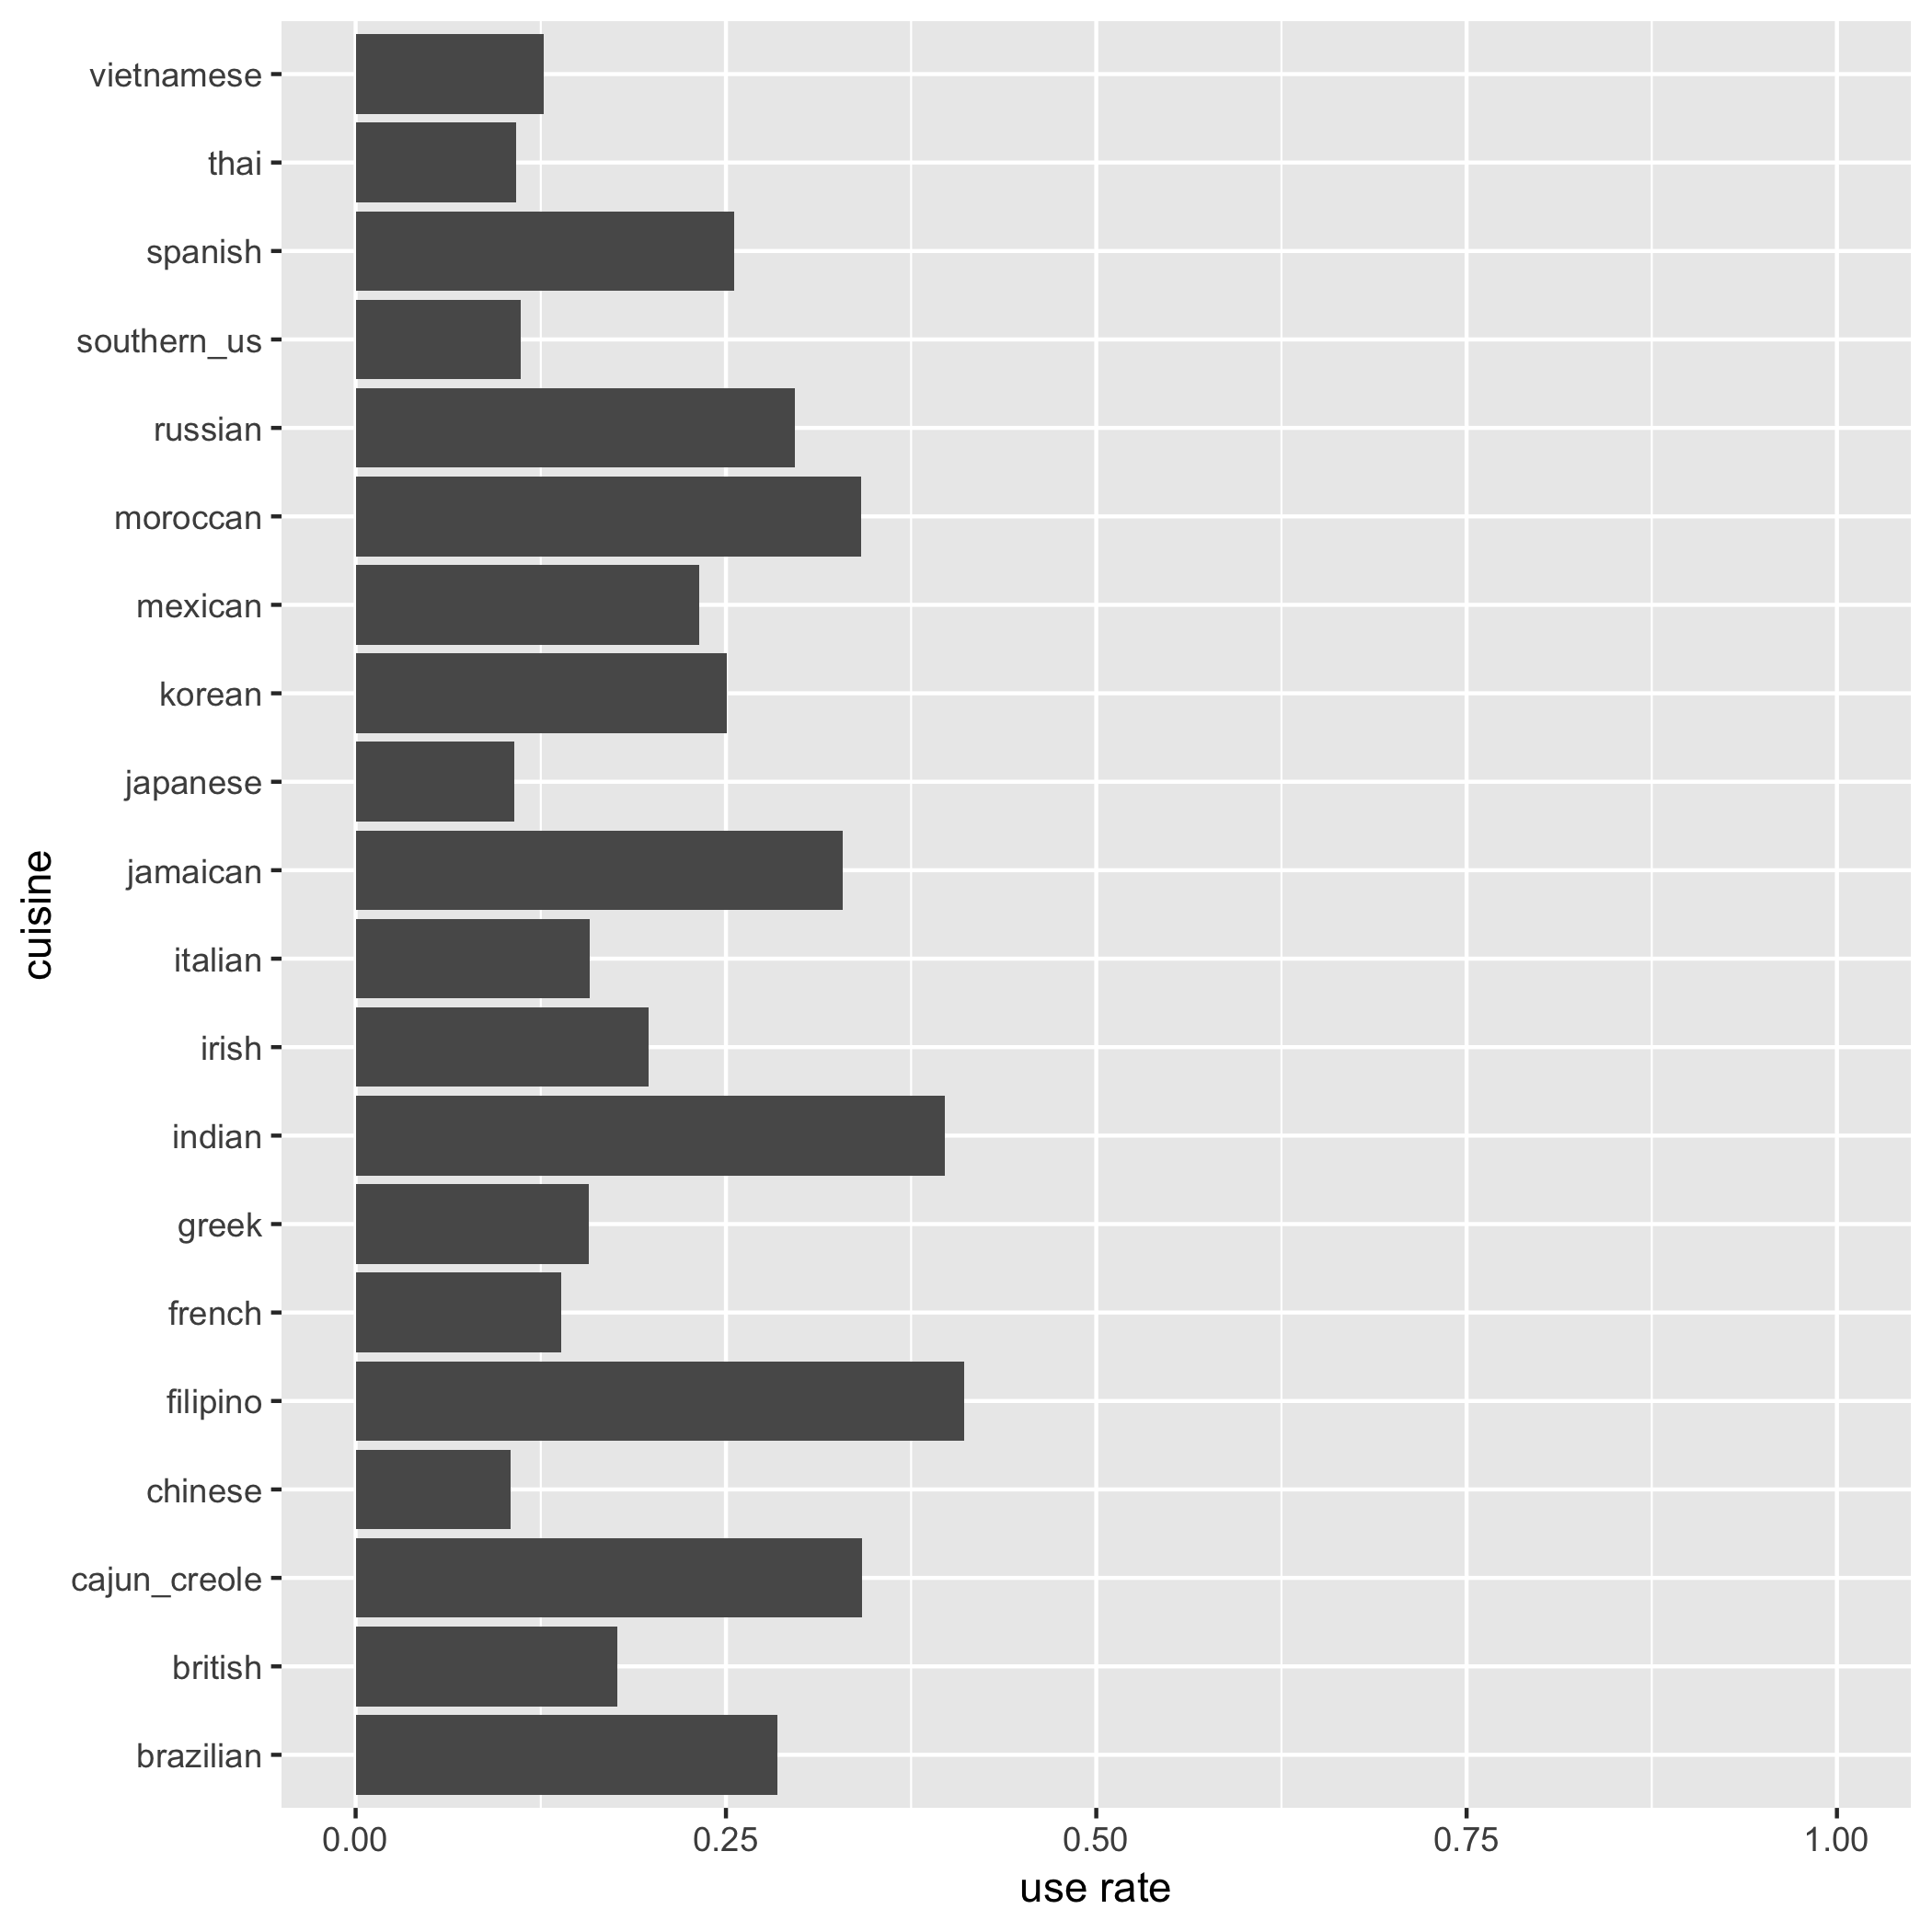 vietnamese
thai
spanish
southern_us
russian
moroccan
mexican
korean
japanese
jamaican
italian
irish
indian
greek
french
filipino
chinese
cajun_creole
british
brazilian
cuisine
0.00 0.25 0.50 0.75 1.00
use rate